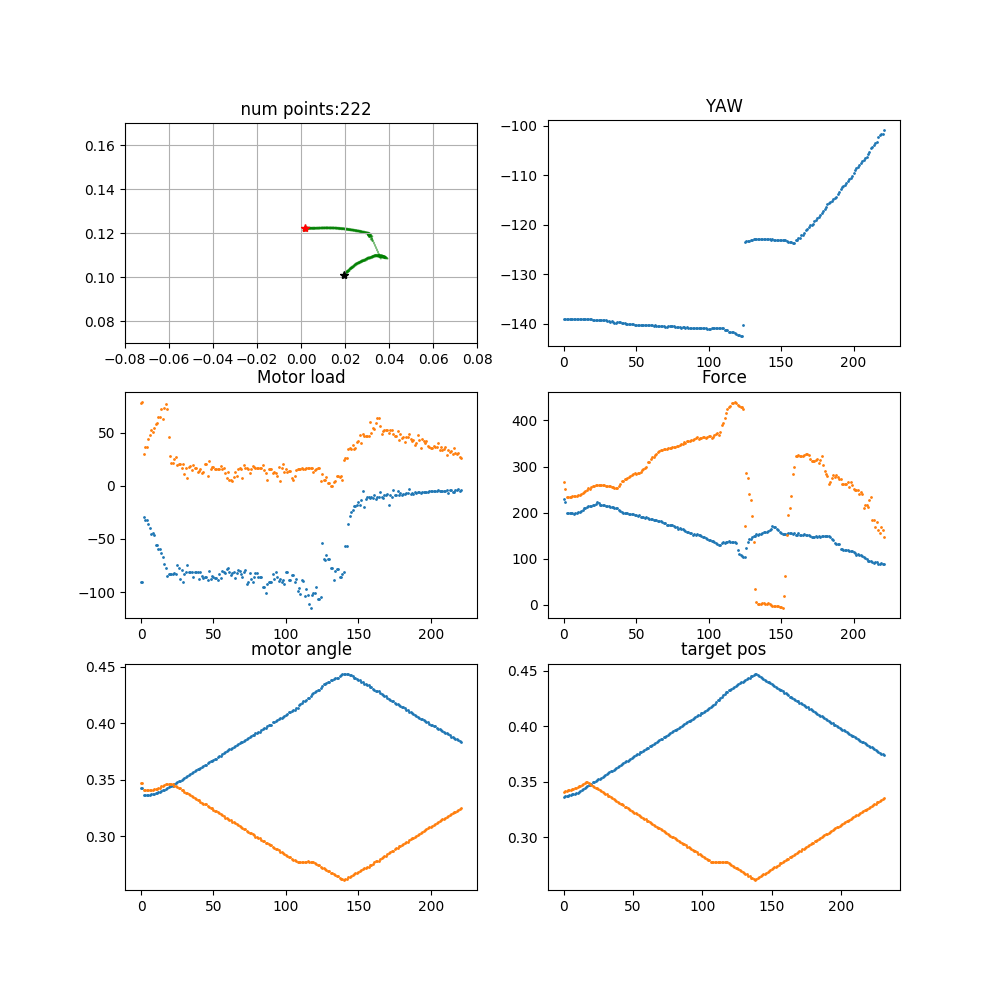 num points:222
0.16
0.14
0.12
0.10
0.08
−0.08 −0.06 −0.04 −0.02 0.00 0.02 0.04 0.06 0.08
YAW
−100
−110
−120
−130
−140
0 50 100 150 200
Motor load
50
0
−50
−100
0 50 100 150 200
Force
400
300
200
100
0
0 50 100 150 200
motor angle
0.45
0.40
0.35
0.30
0 50 100 150 200
target pos
0.45
0.40
0.35
0.30
0 50 100 150 200